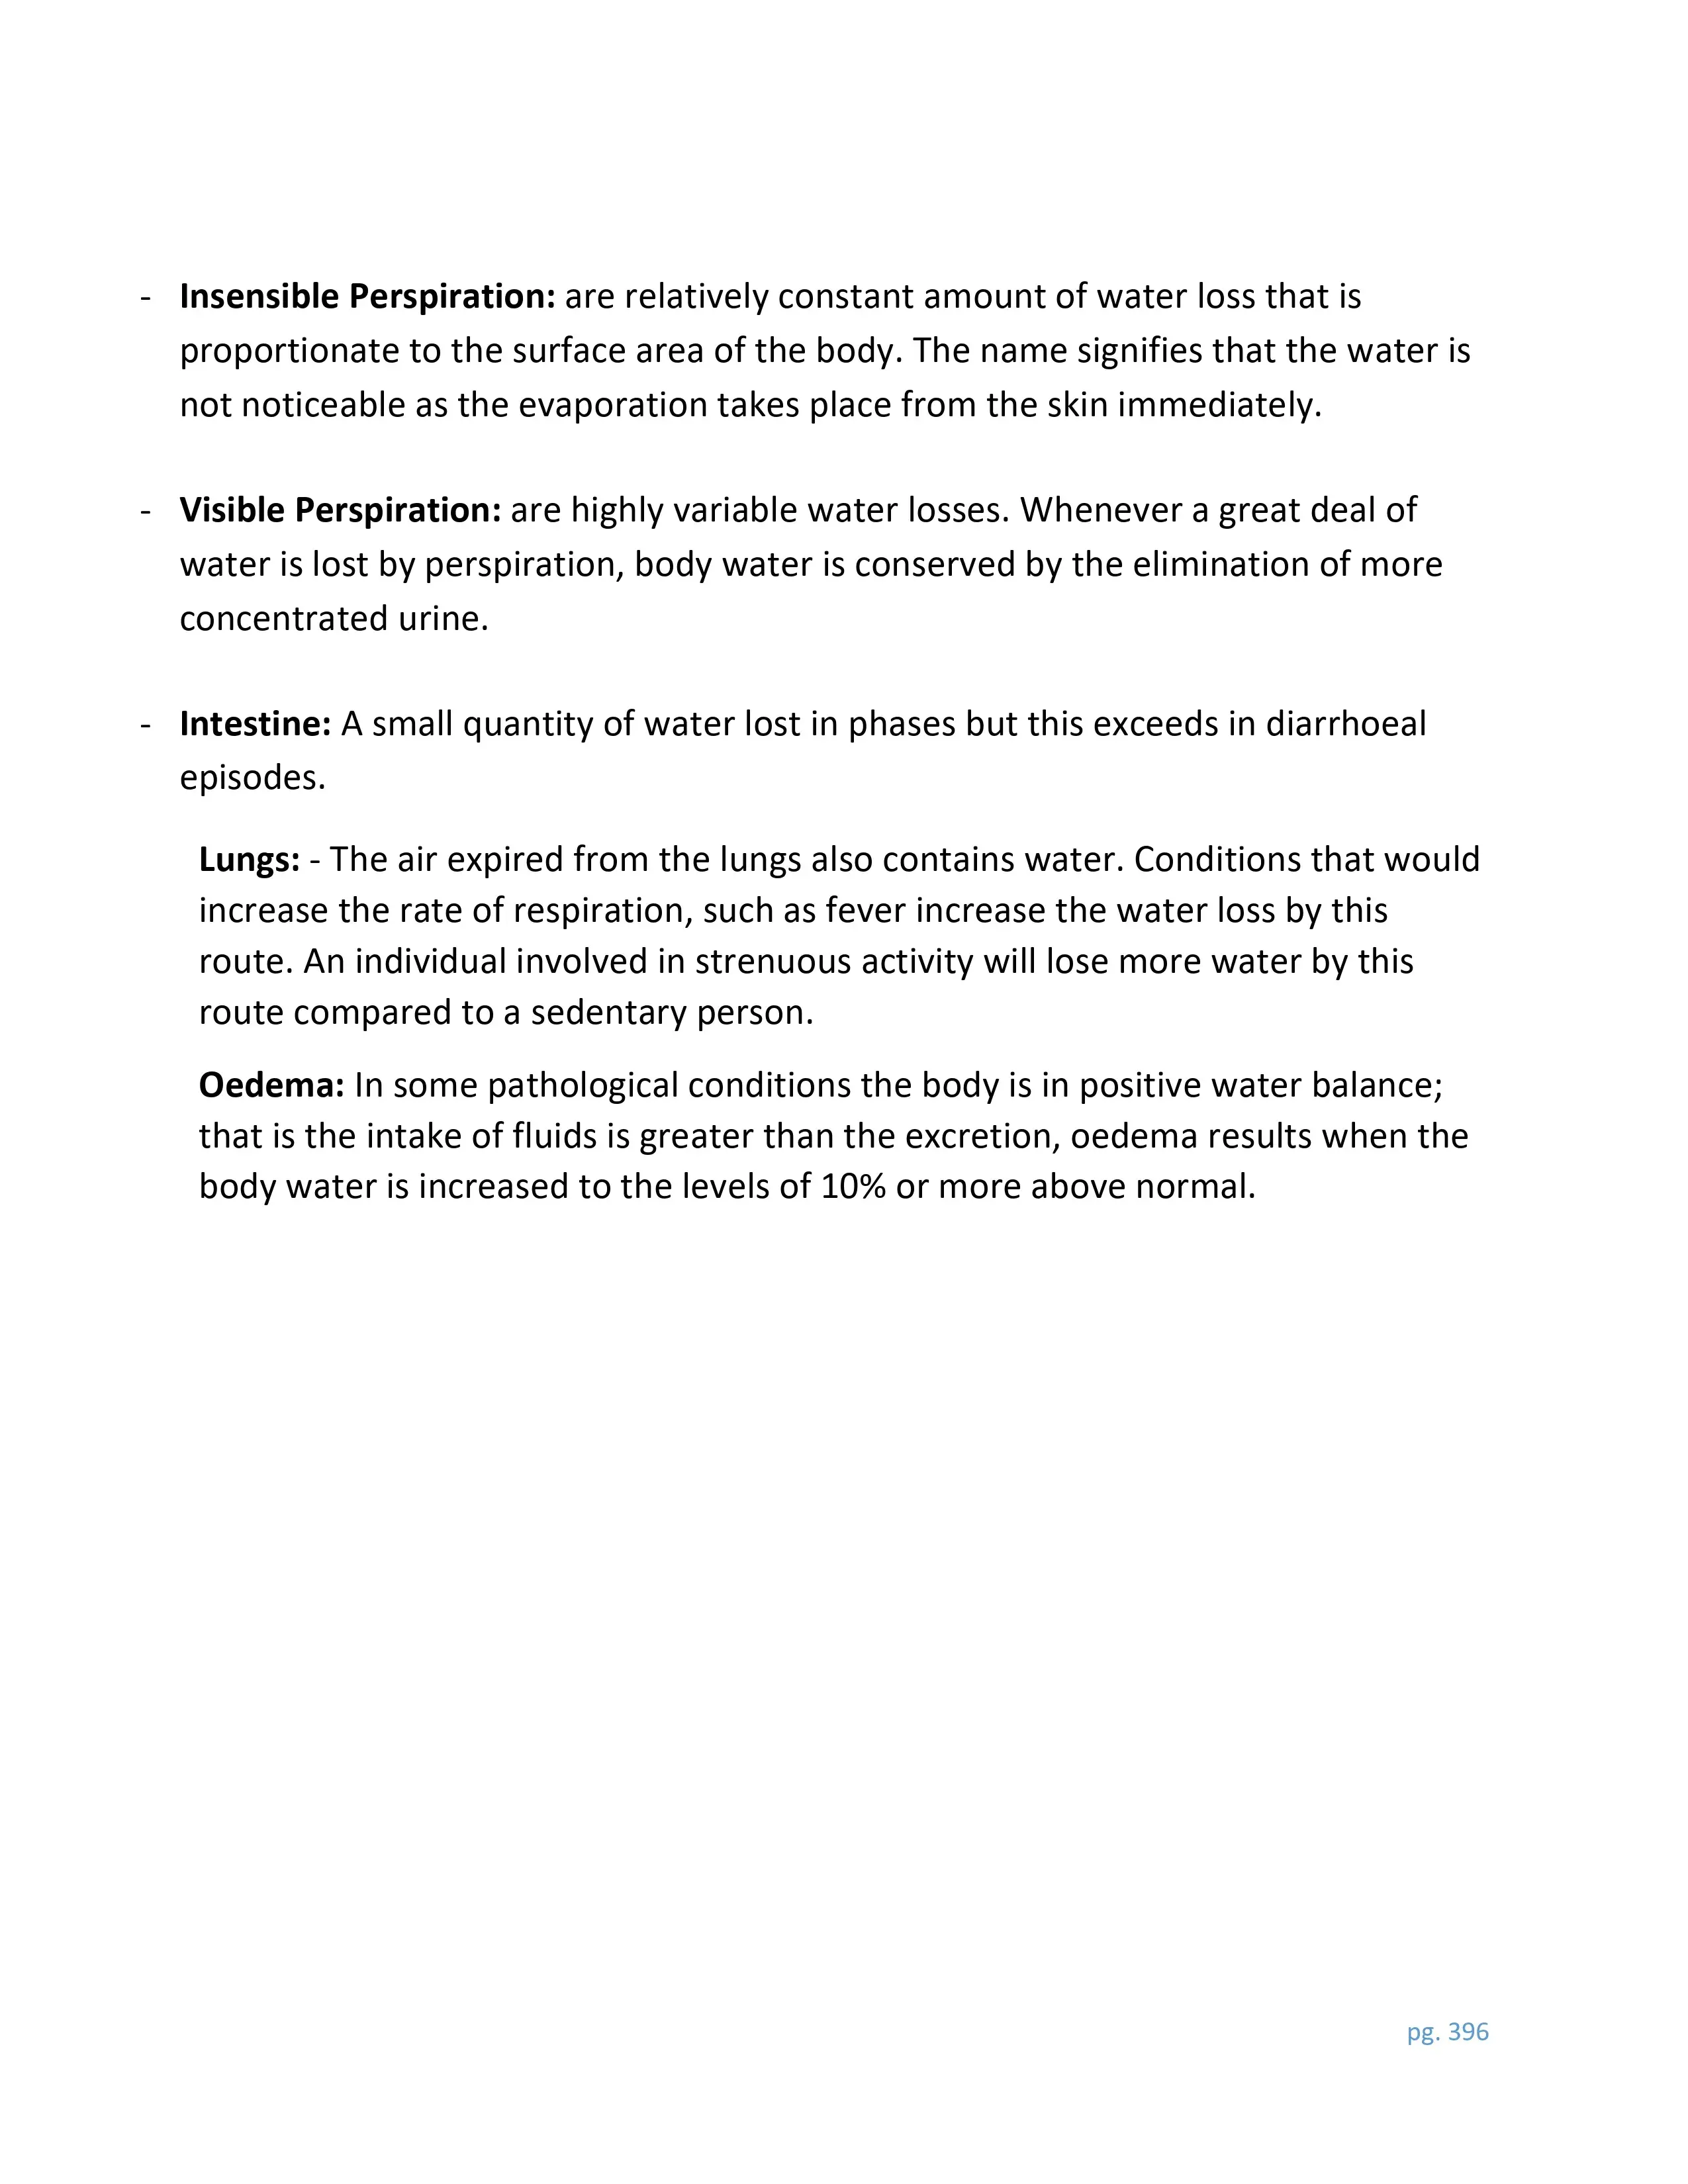 - Insensible Perspiration: are relatively constant amount of water loss that is
proportionate to the surface area of the body. The name signifies that the water is
not noticeable as the evaporation takes place from the skin immediately.
- Visible Perspiration: are highly variable water losses. Whenever a great deal of
water is lost by perspiration, body water is conserved by the elimination of more
concentrated urine.
- Intestine: A small quantity of water lost in phases but this exceeds in diarrhoeal
episodes.
Lungs: - The air expired from the lungs also contains water. Conditions that would
increase the rate of respiration, such as fever increase the water loss by this
route. An individual involved in strenuous activity will lose more water by this
route compared to a sedentary person.
Oedema: In some pathological conditions the body is in positive water balance;
that is the intake of fluids is greater than the excretion, oedema results when the
body water is increased to the levels of 10% or more above normal.
pg. 396